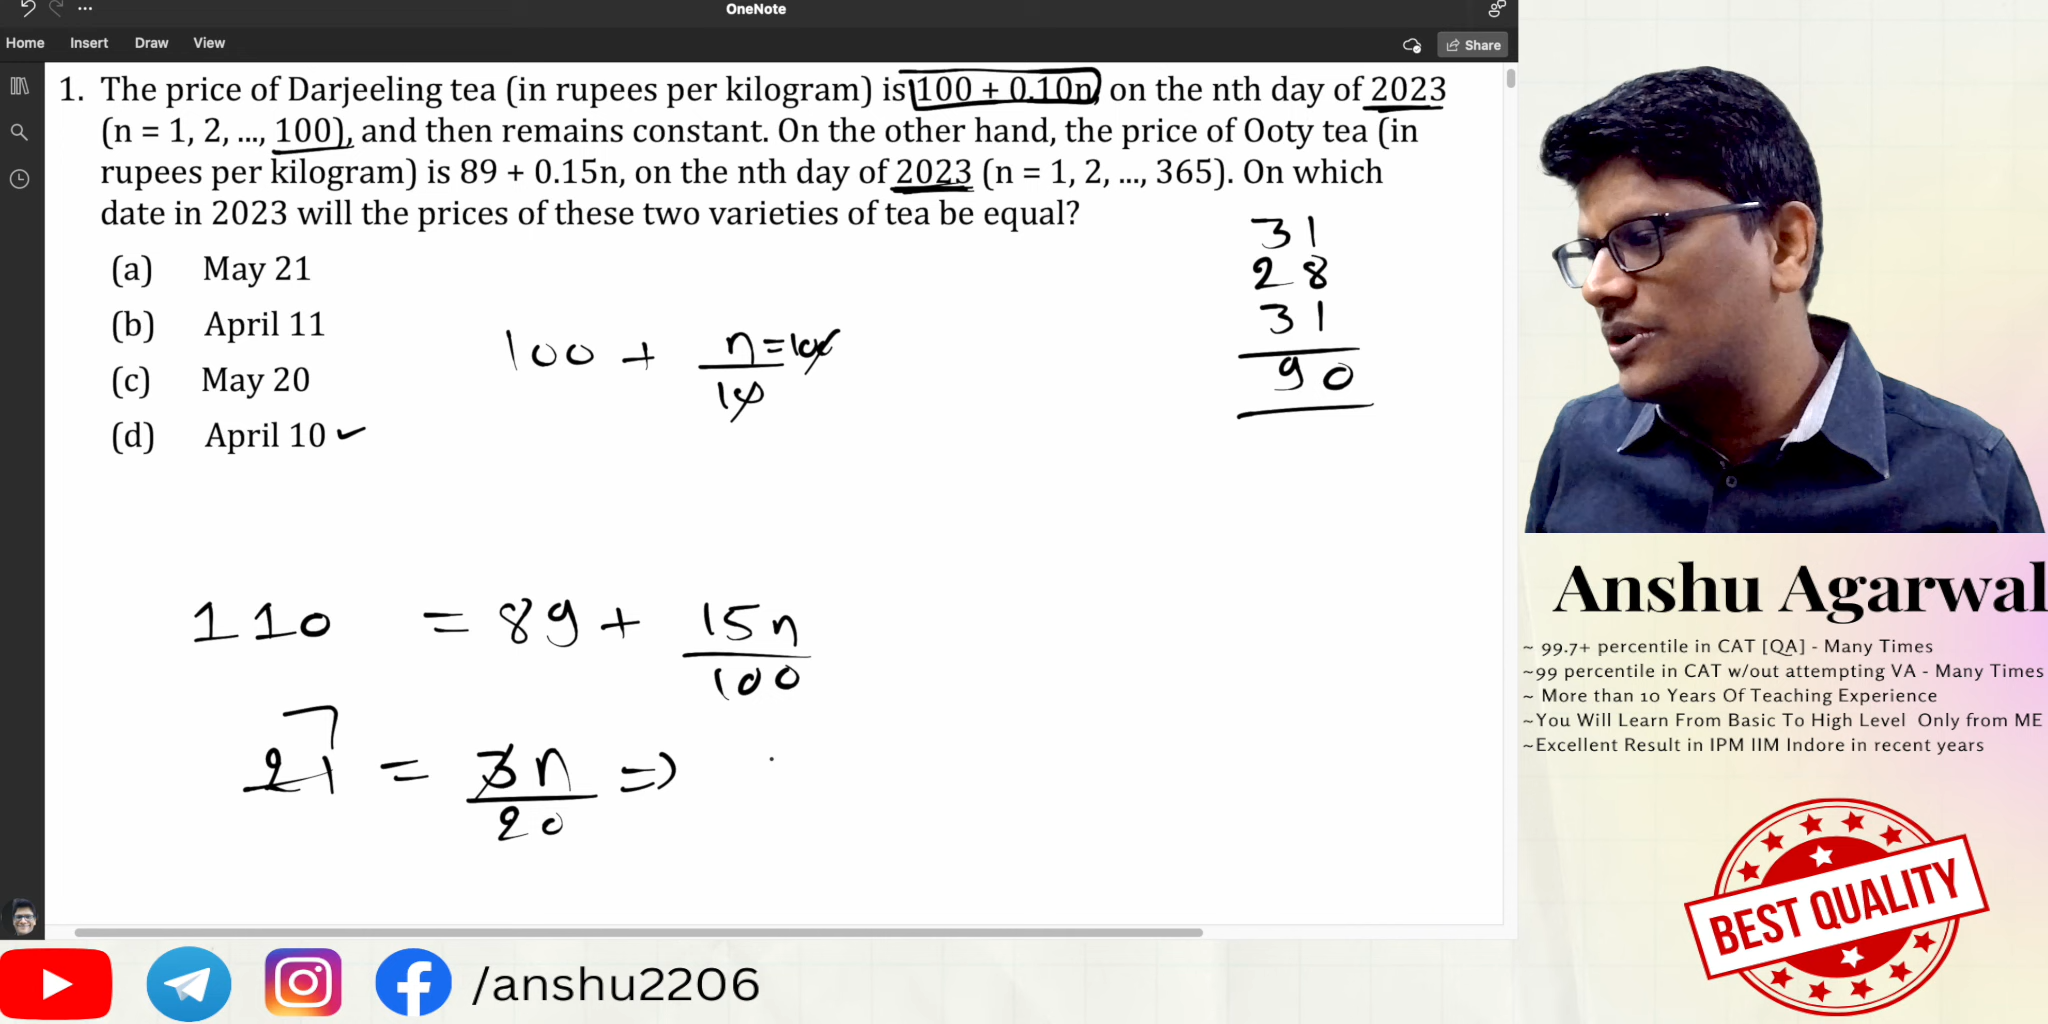 OneNote
Home Insert Draw View Share
1. The price of Darjeeling tea (in rupees per kilogram) is 100 + 0.10n, on the nth day of 2023
(n = 1, 2, ..., 100), and then remains constant. On the other hand, the price of Ooty tea (in
rupees per kilogram) is 89 + 0.15n, on the nth day of 2023 (n = 1, 2, ..., 365). On which
date in 2023 will the prices of these two varieties of tea be equal?
(a) May 21
(b) April 11
(c) May 20
(d) April 10 ✓
31
28
31
90
100 + n=100
10
110 = 89 + 15n
100
7
21 = 3n ⇒
20
Anshu Agarwal
~ 99.7+ percentile in CAT [QA] - Many Times
~99 percentile in CAT w/out attempting VA - Many Times
~ More than 10 Years Of Teaching Experience
~You Will Learn From Basic To High Level Only from ME
~Excellent Result in IPM IIM Indore in recent years
BEST QUALITY
/anshu2206